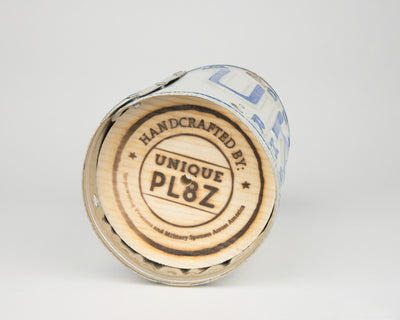 HANDCRAFTED BY:
UNIQUE
PL8Z
and Military Spouses Across America